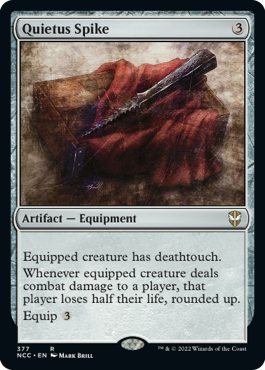 Quietus Spike 3
Artifact — Equipment
Equipped creature has deathtouch.
Whenever equipped creature deals
combat damage to a player, that
player loses half their life, rounded up.
Equip 3
377 R
NCC • EN Mark Brill
™ & © 2022 Wizards of the Coast